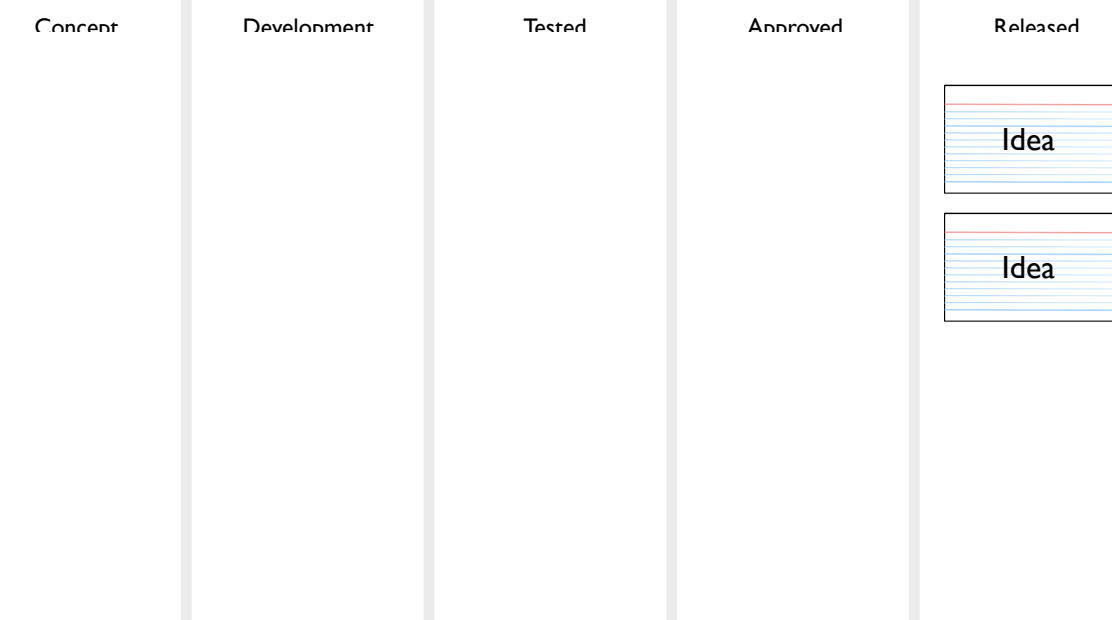 Concept
Development
Tested
Approved
Released
Idea
Idea